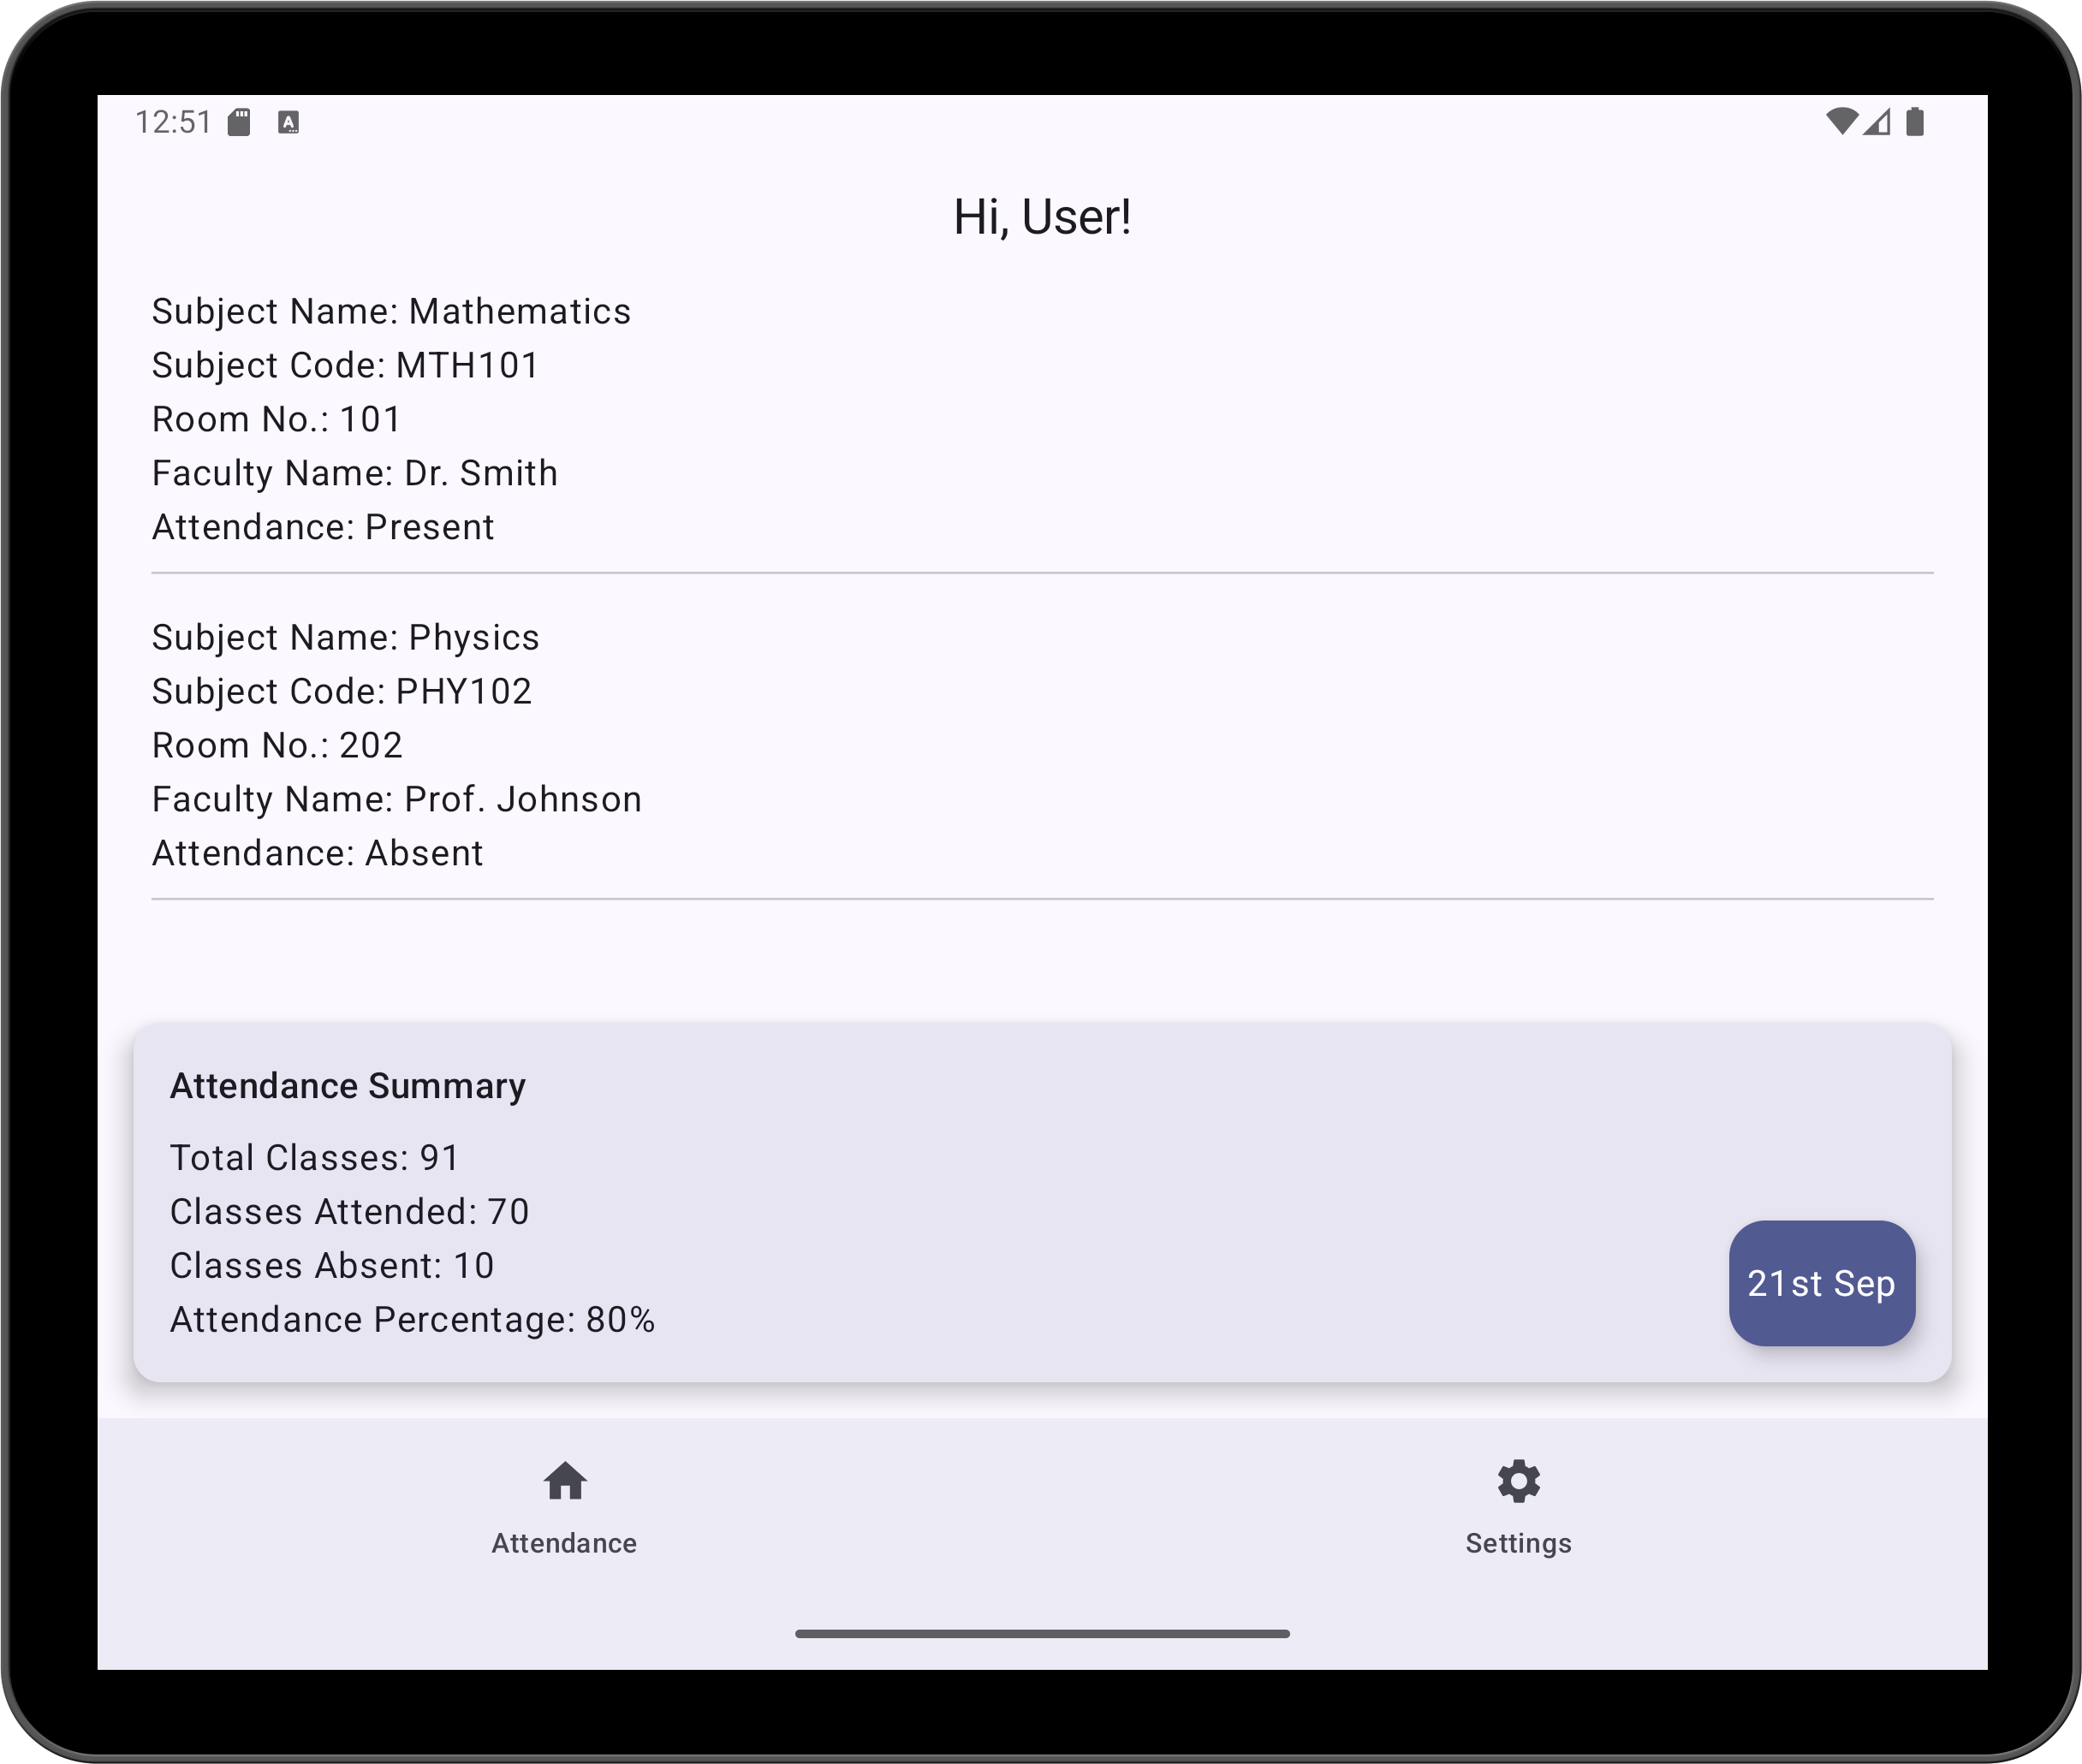 12:51
Hi, User!
Subject Name: Mathematics
Subject Code: MTH101
Room No.: 101
Faculty Name: Dr. Smith
Attendance: Present
Subject Name: Physics
Subject Code: PHY102
Room No.: 202
Faculty Name: Prof. Johnson
Attendance: Absent
Attendance Summary
Total Classes: 91
Classes Attended: 70
Classes Absent: 10
Attendance Percentage: 80%
21st Sep
Attendance
Settings